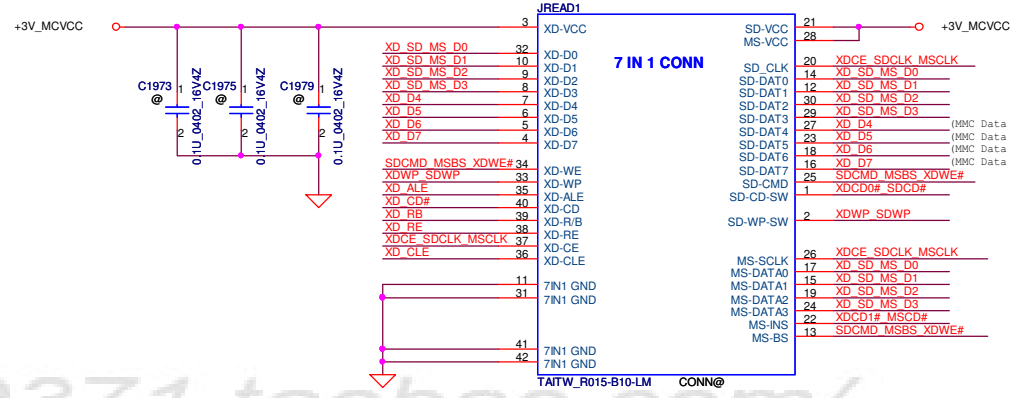 JREAD1
+3V_MCVCC
3 XD-VCC
SD-VCC 21
MS-VCC 28
+3V_MCVCC
7 IN 1 CONN
XD_SD_MS_D0 32 XD-D0
XD_SD_MS_D1 10 XD-D1
XD_SD_MS_D2 9 XD-D2
XD_SD_MS_D3 8 XD-D3
XD_D4 7 XD-D4
XD_D5 6 XD-D5
XD_D6 5 XD-D6
XD_D7 4 XD-D7
SDCMD_MSBS_XDWE# 34 XD-WE
XDWP_SDWP 33 XD-WP
XD_ALE 35 XD-ALE
XD_CD# 40 XD-CD
XD_RB 39 XD-R/B
XD_RE 38 XD-RE
XDCE_SDCLK_MSCLK 37 XD-CE
XD_CLE 36 XD-CLE
11 7IN1 GND
31 7IN1 GND
41 7IN1 GND
42 7IN1 GND
SD_CLK 20 XDCE_SDCLK_MSCLK
SD-DAT0 14 XD_SD_MS_D0
SD-DAT1 12 XD_SD_MS_D1
SD-DAT2 30 XD_SD_MS_D2
SD-DAT3 29 XD_SD_MS_D3
SD-DAT4 27 XD_D4 (MMC Data
SD-DAT5 23 XD_D5 (MMC Data
SD-DAT6 18 XD_D6 (MMC Data
SD-DAT7 16 XD_D7 (MMC Data
SD-CMD 25 SDCMD_MSBS_XDWE#
SD-CD-SW 1 XDCD0#_SDCD#
SD-WP-SW 2 XDWP_SDWP
MS-SCLK 26 XDCE_SDCLK_MSCLK
MS-DATA0 17 XD_SD_MS_D0
MS-DATA1 15 XD_SD_MS_D1
MS-DATA2 19 XD_SD_MS_D2
MS-DATA3 24 XD_SD_MS_D3
MS-INS 22 XDCD1#_MSCD#
MS-BS 13 SDCMD_MSBS_XDWE#
C1973 @ 1 2 0.1U_0402_16V4Z
C1975 @ 1 2 0.1U_0402_16V4Z
C1979 @ 1 2 0.1U_0402_16V4Z
TAITW_R015-B10-LM CONN@